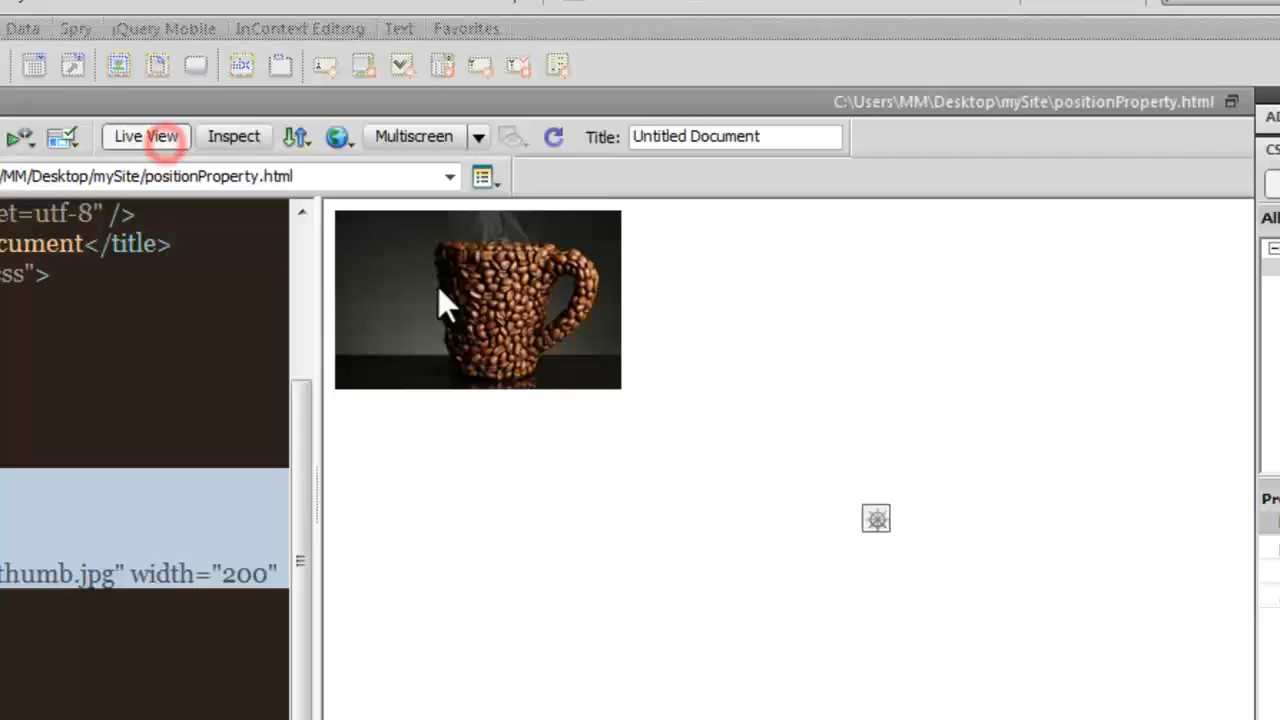 Data Spry jQuery Mobile InContext Editing Text Favorites
C:\Users\MM\Desktop\mySite\positionProperty.html
Live View Inspect Multiscreen Title: Untitled Document
/MM/Desktop/mySite/positionProperty.html
et=utf-8" />
cument</title>
ss">
All
Pr
thumb.jpg" width="200"